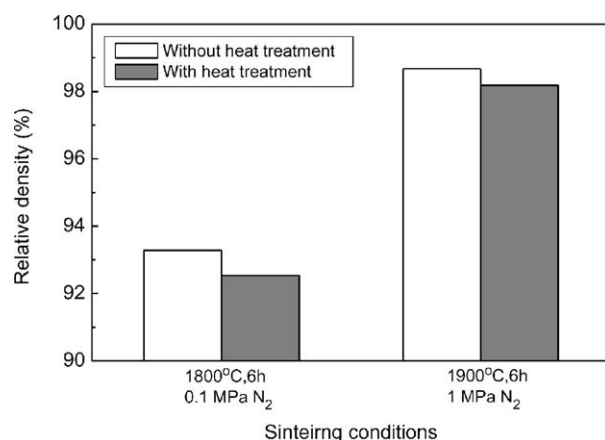 100
98
96
94
92
90
Relative density (%)
Without heat treatment
With heat treatment
1800°C,6h
0.1 MPa N₂
1900°C,6h
1 MPa N₂
Sinteirng conditions